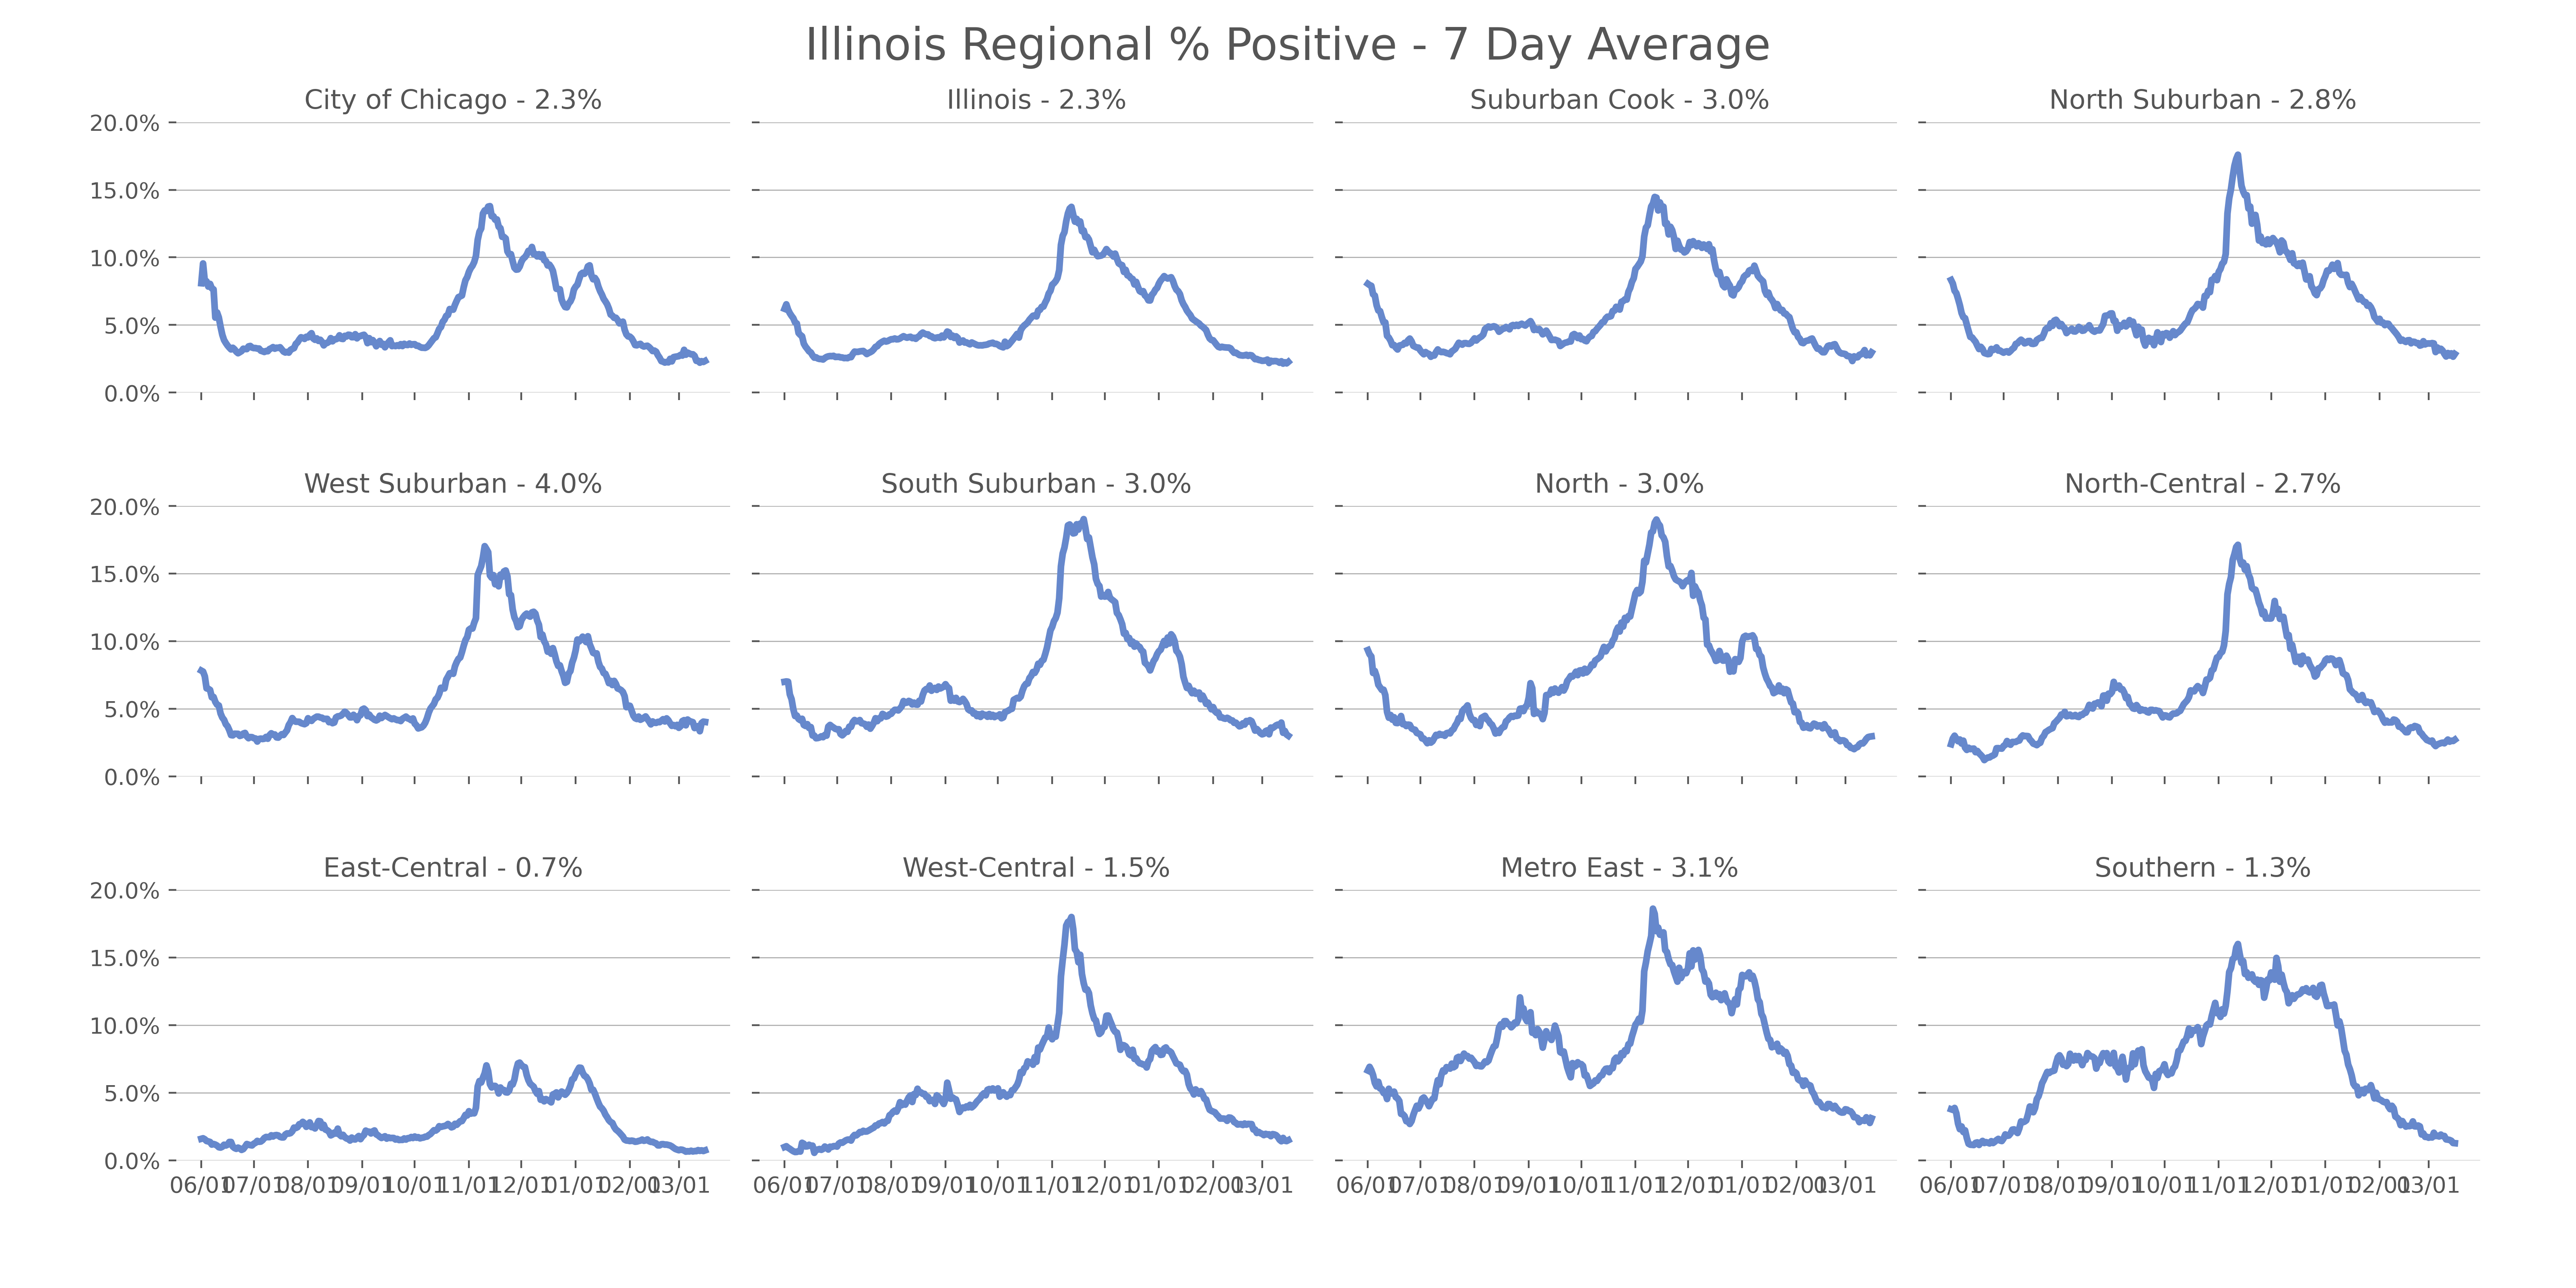 Illinois Regional % Positive - 7 Day Average
City of Chicago - 2.3%
Illinois - 2.3%
Suburban Cook - 3.0%
North Suburban - 2.8%
20.0%
15.0%
10.0%
5.0%
0.0%
West Suburban - 4.0%
South Suburban - 3.0%
North - 3.0%
North-Central - 2.7%
20.0%
15.0%
10.0%
5.0%
0.0%
East-Central - 0.7%
West-Central - 1.5%
Metro East - 3.1%
Southern - 1.3%
20.0%
15.0%
10.0%
5.0%
0.0%
06/01 07/01 08/01 09/01 10/01 11/01 12/01 01/01 02/01 03/01
06/01 07/01 08/01 09/01 10/01 11/01 12/01 01/01 02/01 03/01
06/01 07/01 08/01 09/01 10/01 11/01 12/01 01/01 02/01 03/01
06/01 07/01 08/01 09/01 10/01 11/01 12/01 01/01 02/01 03/01